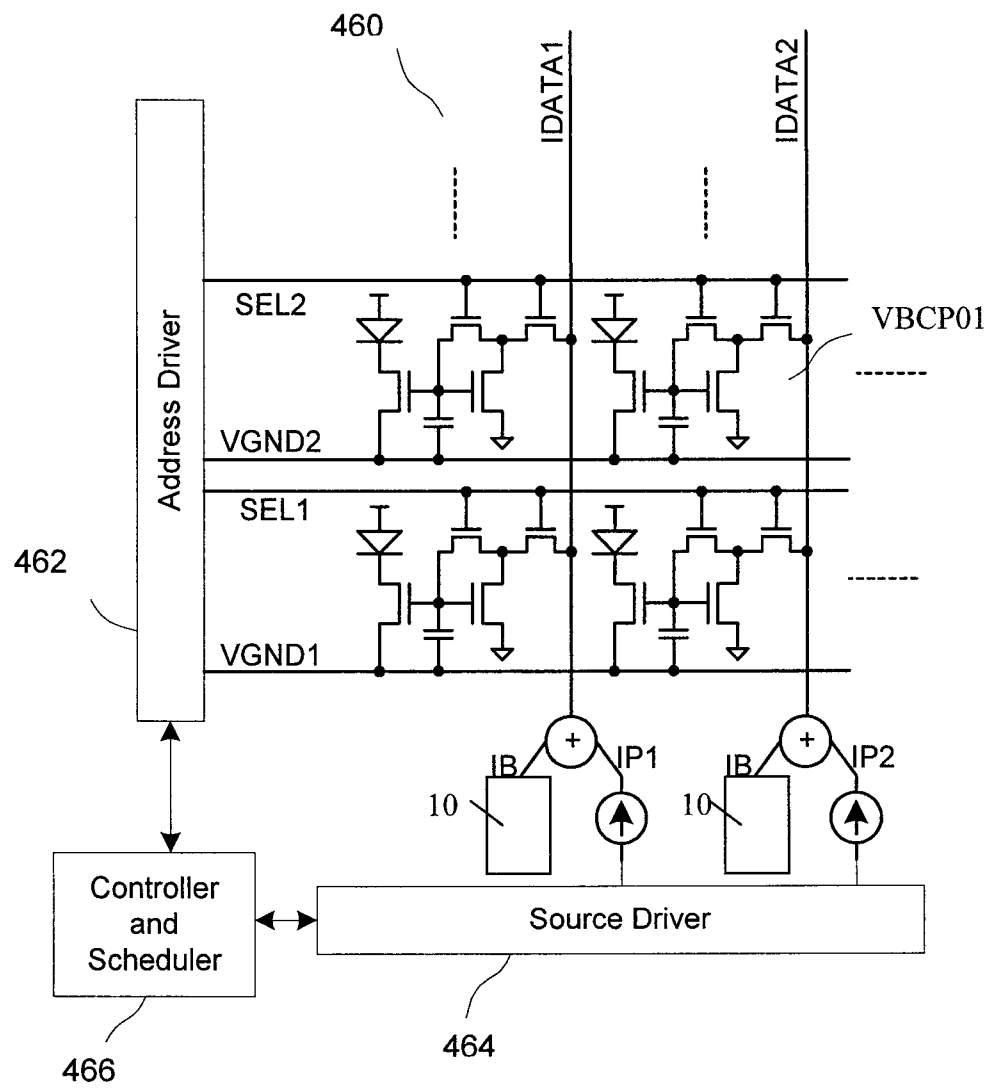 460
IDATA1
IDATA2
Address Driver
SEL2
VBCP01
VGND2
SEL1
462
VGND1
+
+
IB
IP1
IB
IP2
10
10
Controller
and
Scheduler
Source Driver
466
464